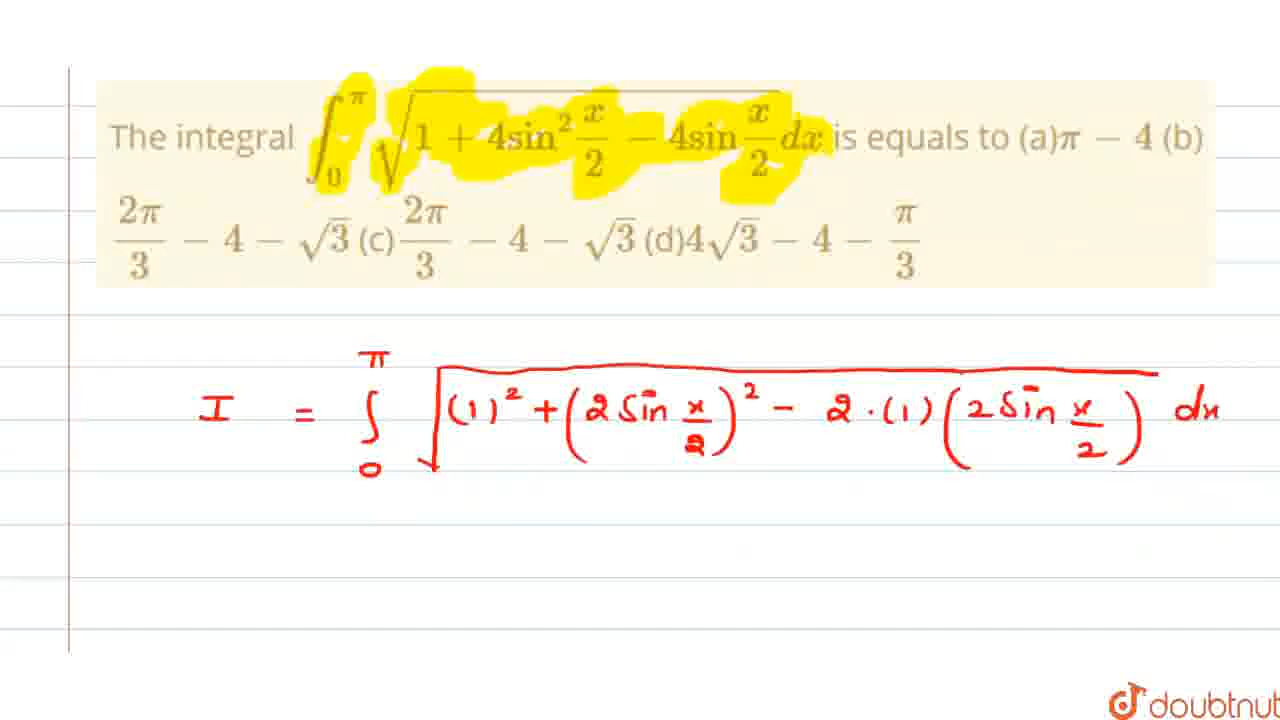 The integral ∫₀^π √(1 + 4sin² x/2 − 4sin x/2) dx is equals to (a)π − 4 (b)
2π/3 − 4 − √3 (c) 2π/3 − 4 − √3 (d)4√3 − 4 − π/3
I = ∫₀^π √((1)² + (2 Sin x/2)² − 2·(1)(2 Sin x/2)) dx
doubtnut